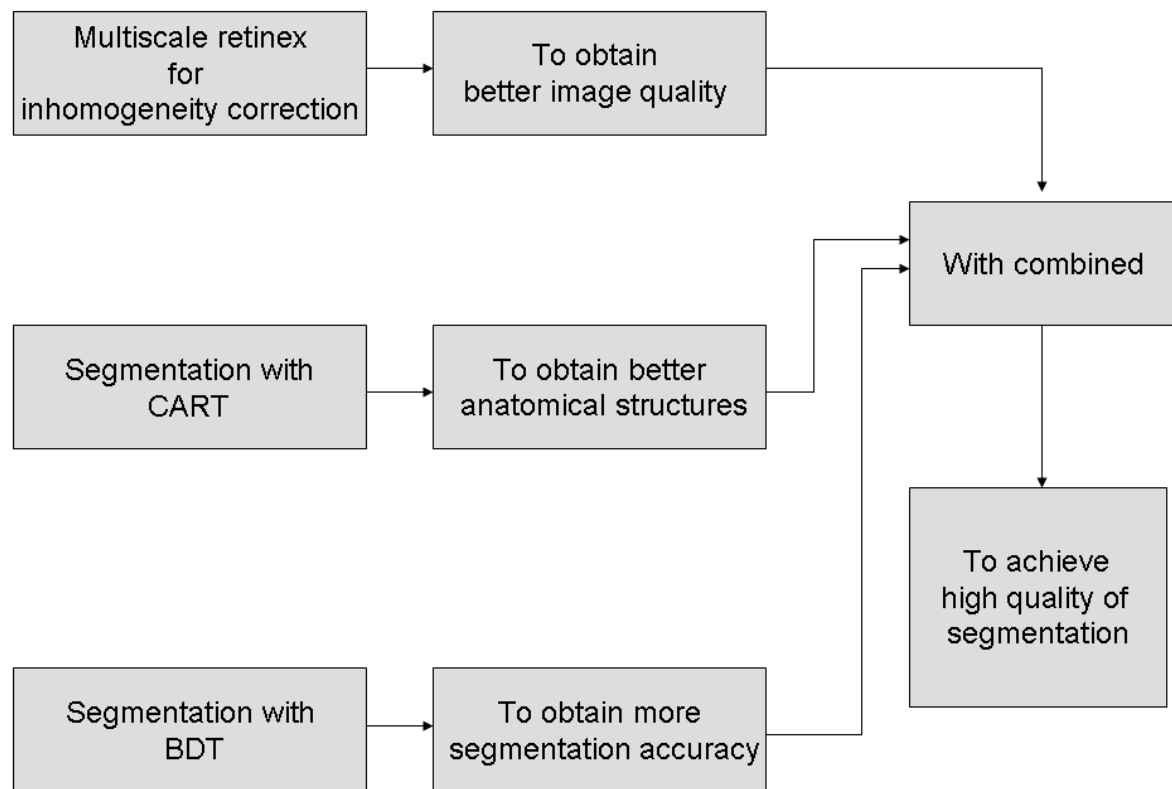 Multiscale retinex
for
inhomogeneity correction
To obtain
better image quality
With combined
Segmentation with
CART
To obtain better
anatomical structures
To achieve
high quality of
segmentation
Segmentation with
BDT
To obtain more
segmentation accuracy